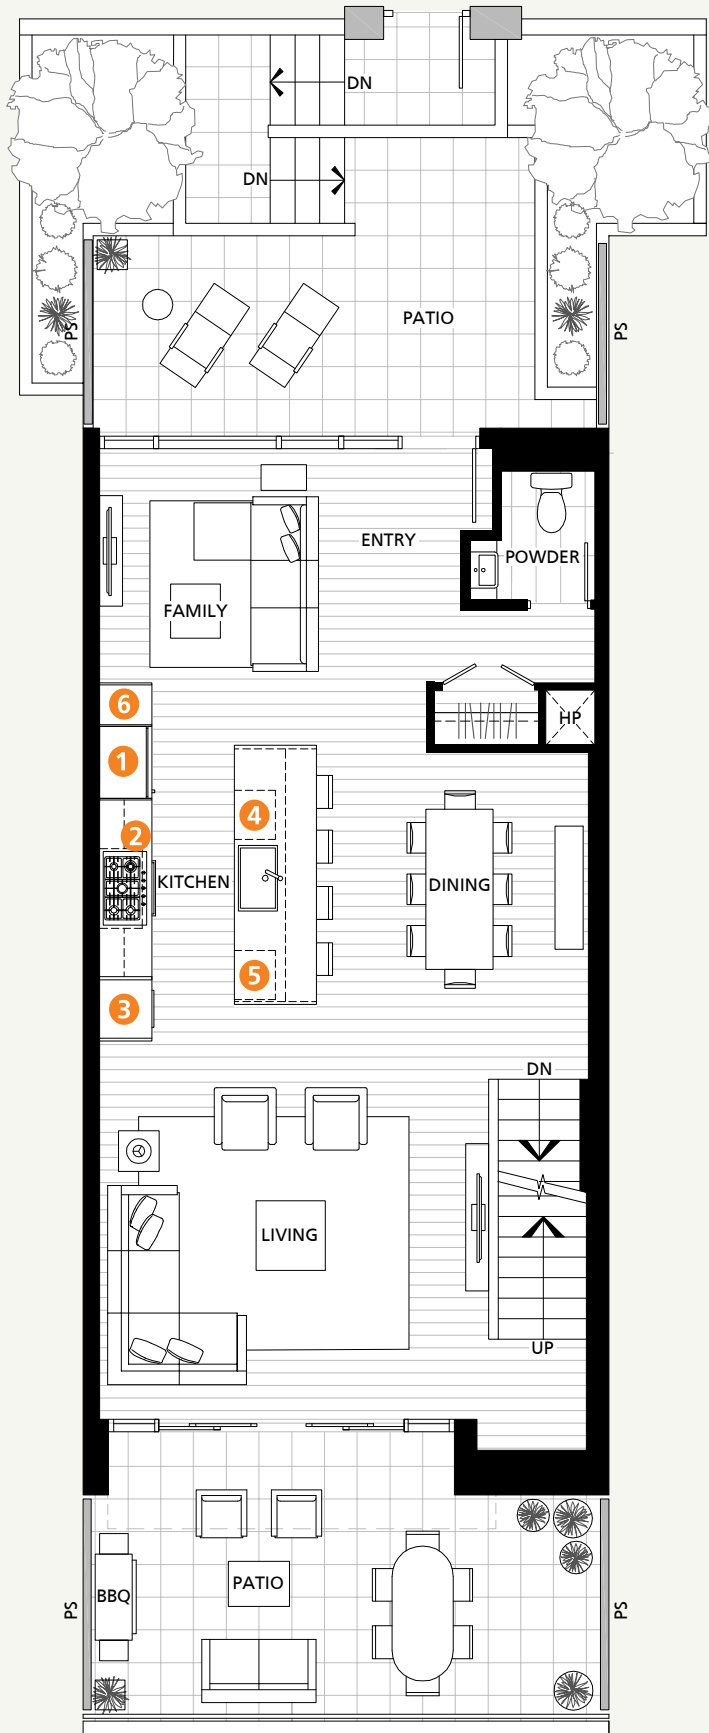 DN
DN
PATIO
PS
PS
ENTRY
POWDER
FAMILY
6
HP
1
4
2
KITCHEN
DINING
5
3
DN
LIVING
UP
PATIO
BBQ
PS
PS